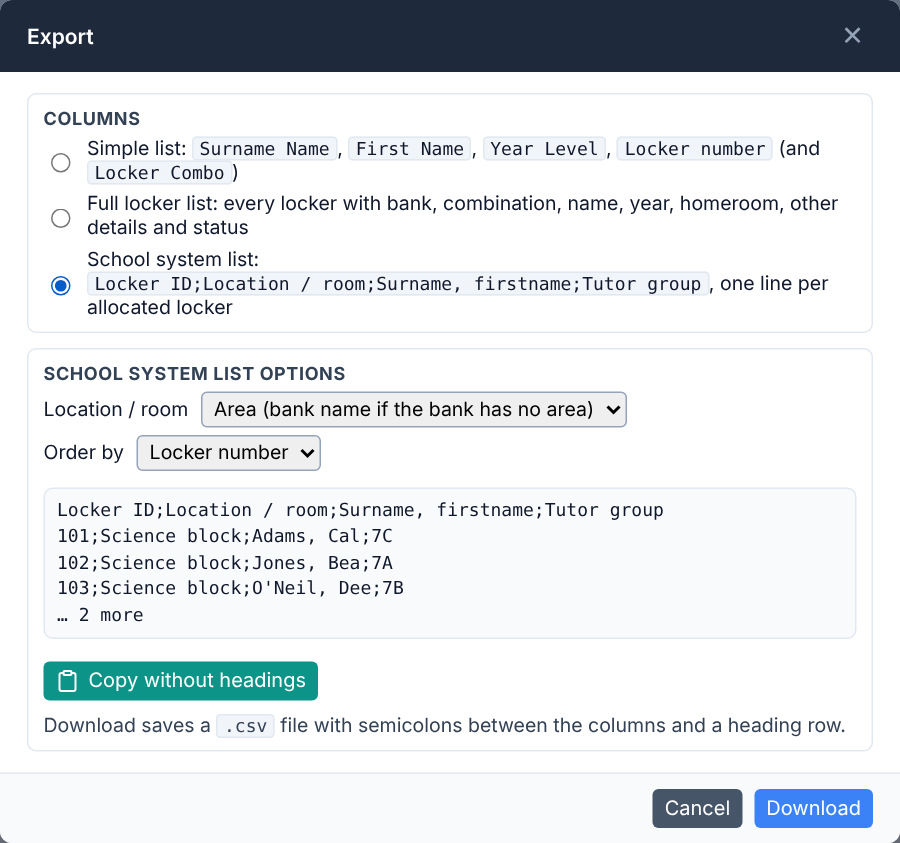 Export
COLUMNS
Simple list: Surname Name, First Name, Year Level, Locker number (and
Locker Combo)
Full locker list: every locker with bank, combination, name, year, homeroom, other
details and status
School system list:
Locker ID;Location / room;Surname, firstname;Tutor group, one line per
allocated locker
SCHOOL SYSTEM LIST OPTIONS
Location / room Area (bank name if the bank has no area)
Order by Locker number
Locker ID;Location / room;Surname, firstname;Tutor group
101;Science block;Adams, Cal;7C
102;Science block;Jones, Bea;7A
103;Science block;O'Neil, Dee;7B
… 2 more
Copy without headings
Download saves a .csv file with semicolons between the columns and a heading row.
Cancel Download